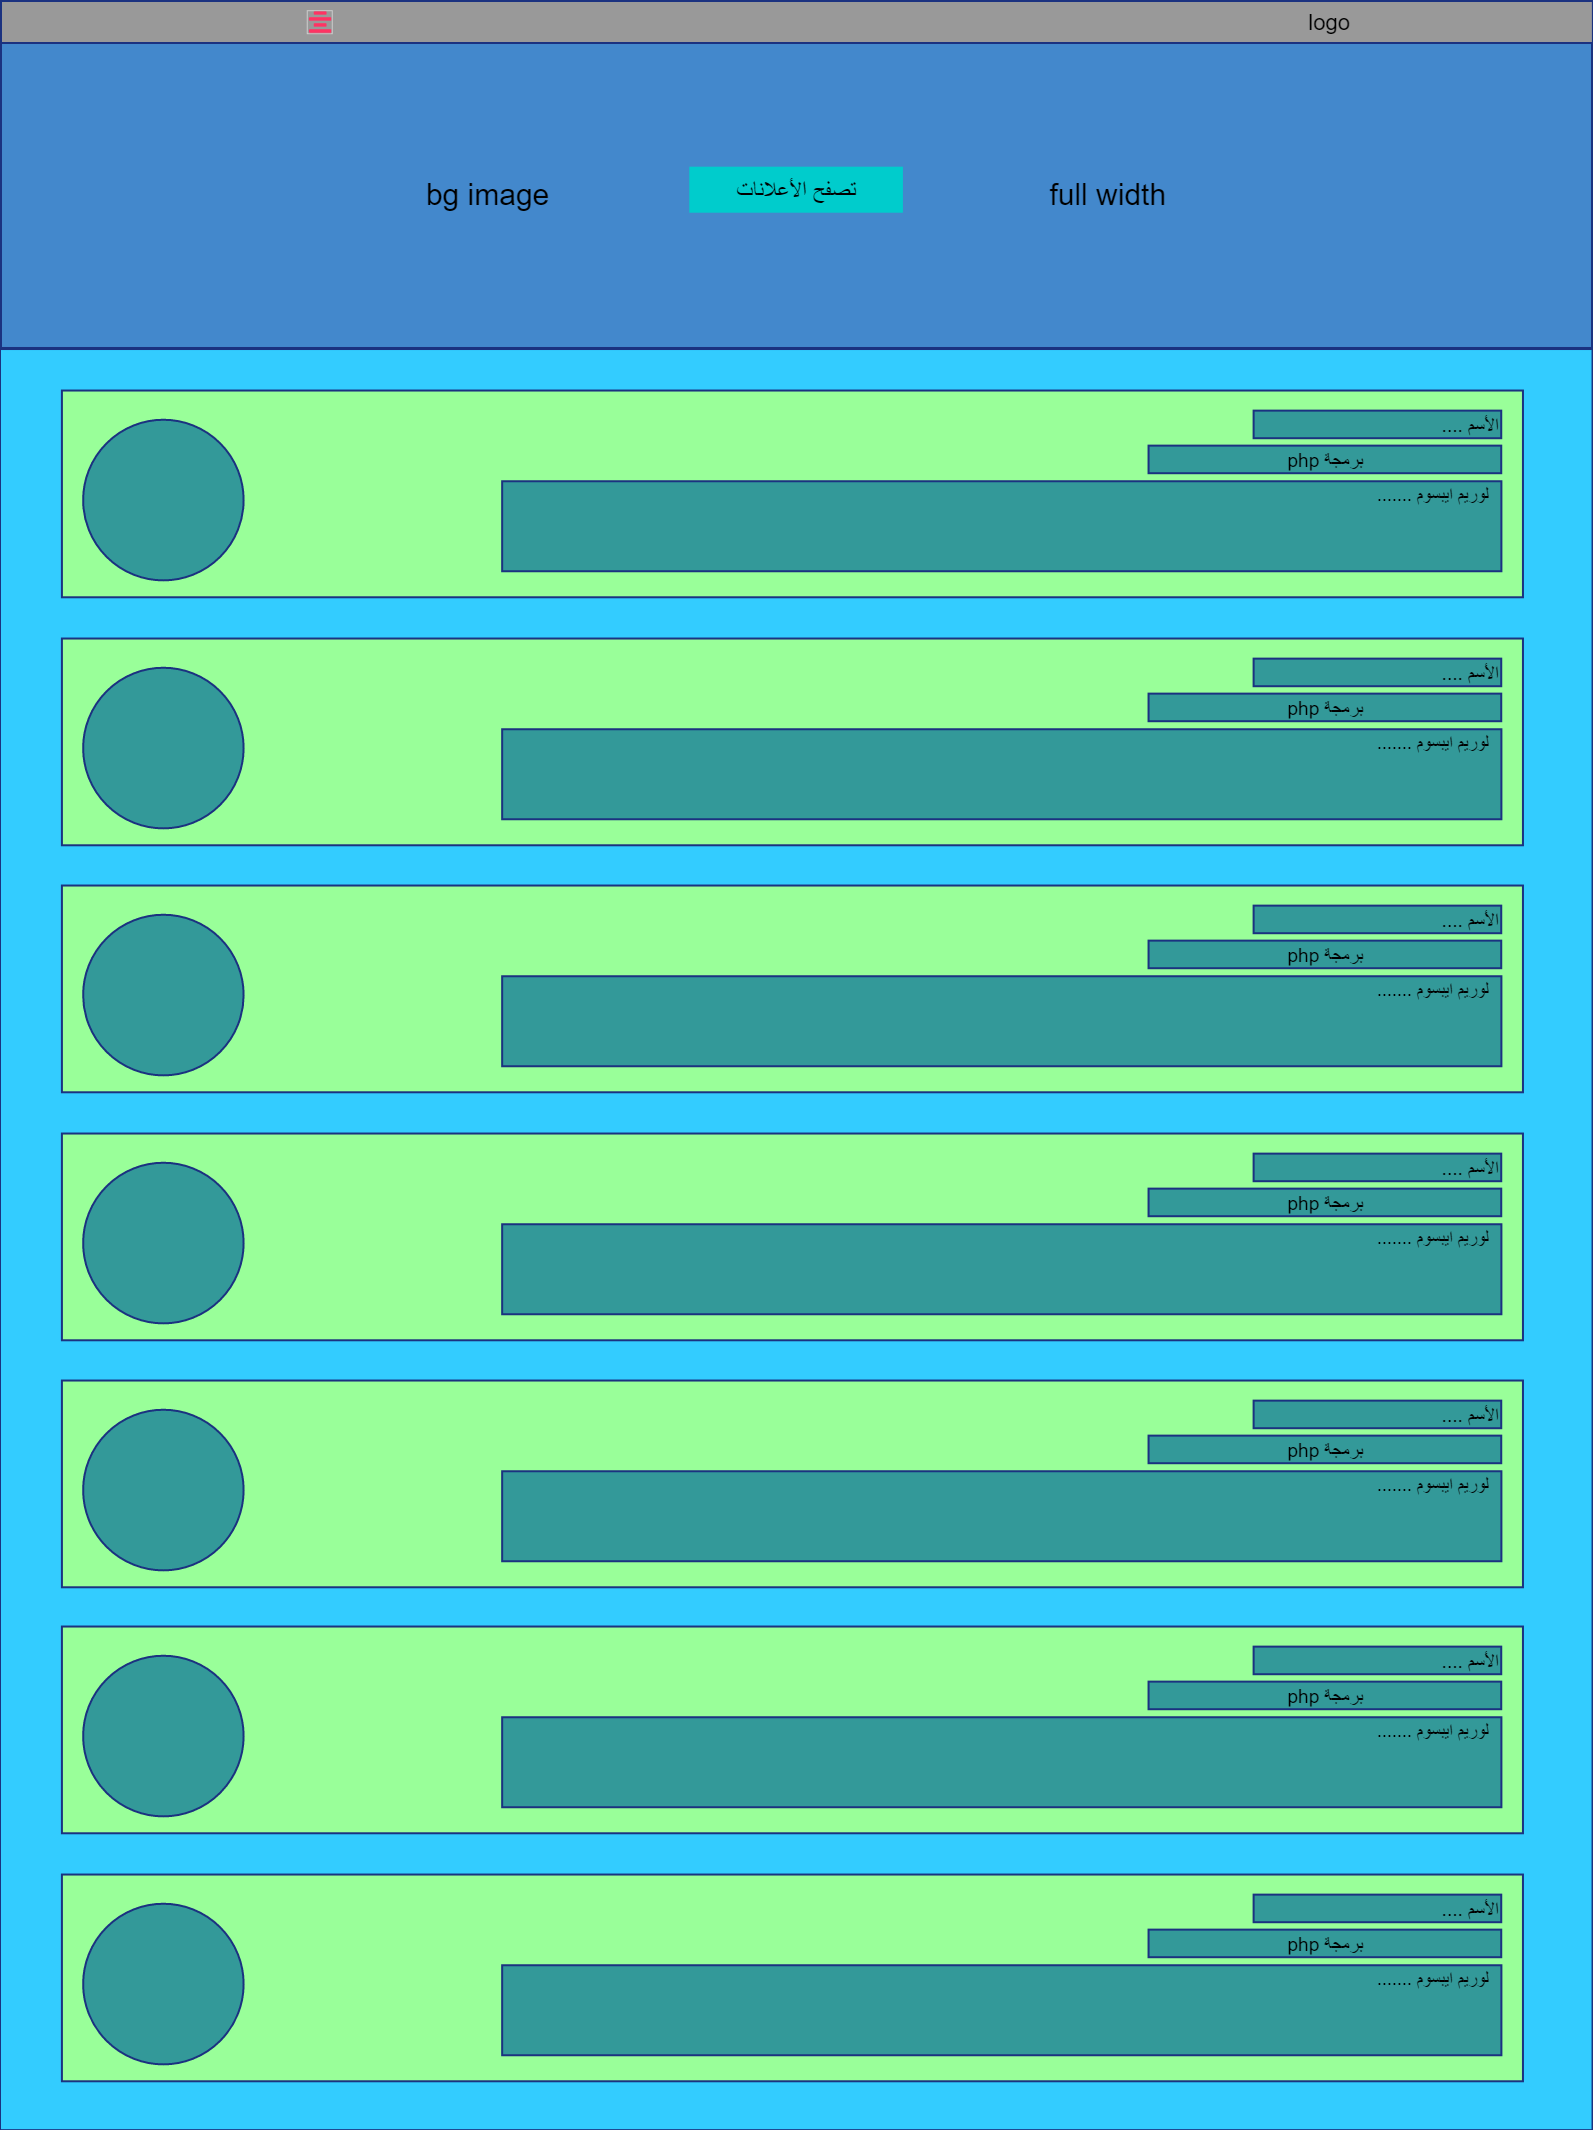 logo
bg image
تصفح الأعلانات
full width
الأسم ....
برمجة php
لوريم ايبسوم .......
الأسم ....
برمجة php
لوريم ايبسوم .......
الأسم ....
برمجة php
لوريم ايبسوم .......
الأسم ....
برمجة php
لوريم ايبسوم .......
الأسم ....
برمجة php
لوريم ايبسوم .......
الأسم ....
برمجة php
لوريم ايبسوم .......
الأسم ....
برمجة php
لوريم ايبسوم .......